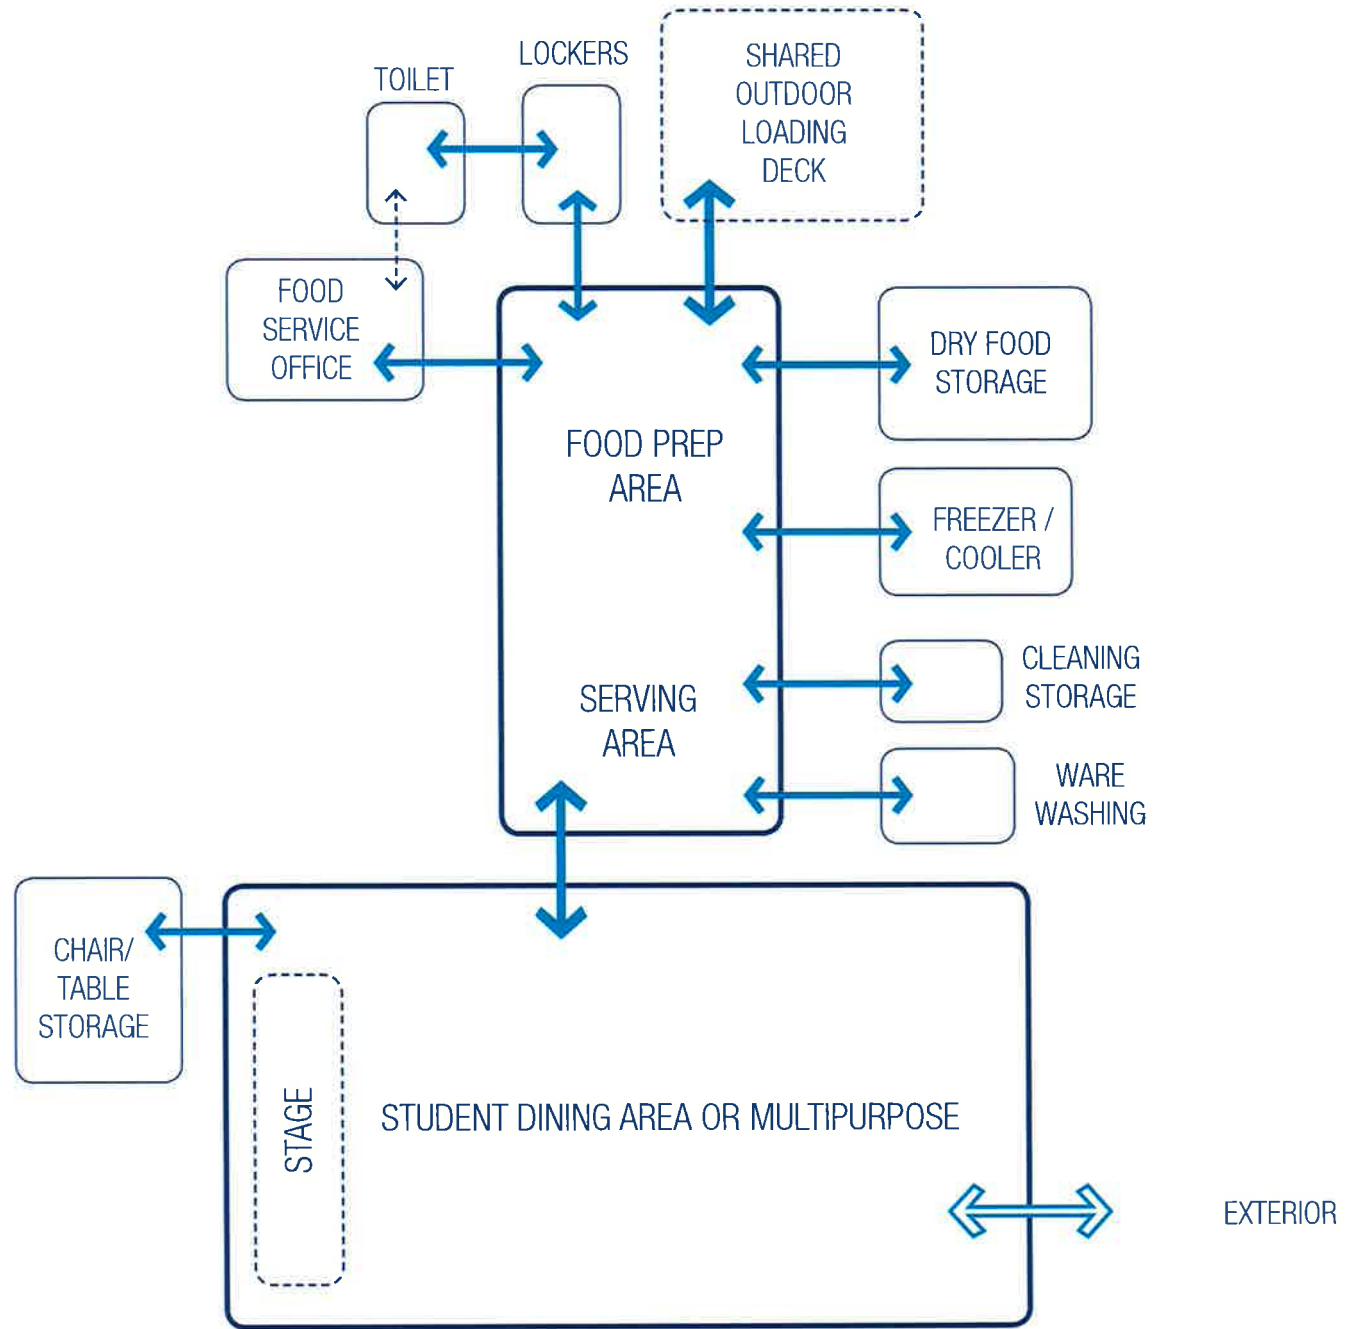 LOCKERS
TOILET
SHARED
OUTDOOR
LOADING
DECK
FOOD
SERVICE
OFFICE
DRY FOOD
STORAGE
FOOD PREP
AREA
FREEZER /
COOLER
CLEANING
STORAGE
SERVING
AREA
WARE
WASHING
CHAIR/
TABLE
STORAGE
STAGE
STUDENT DINING AREA OR MULTIPURPOSE
EXTERIOR